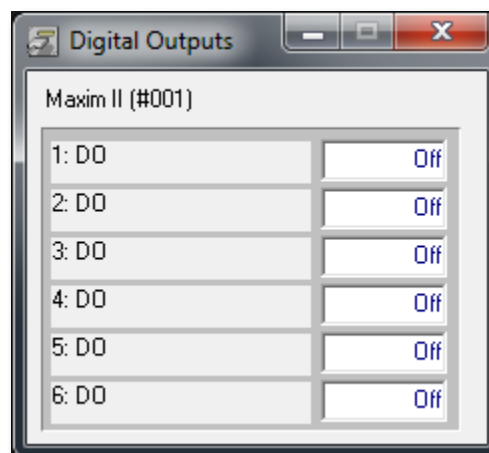 Digital Outputs
Maxim II (#001)
1: DO Off
2: DO Off
3: DO Off
4: DO Off
5: DO Off
6: DO Off